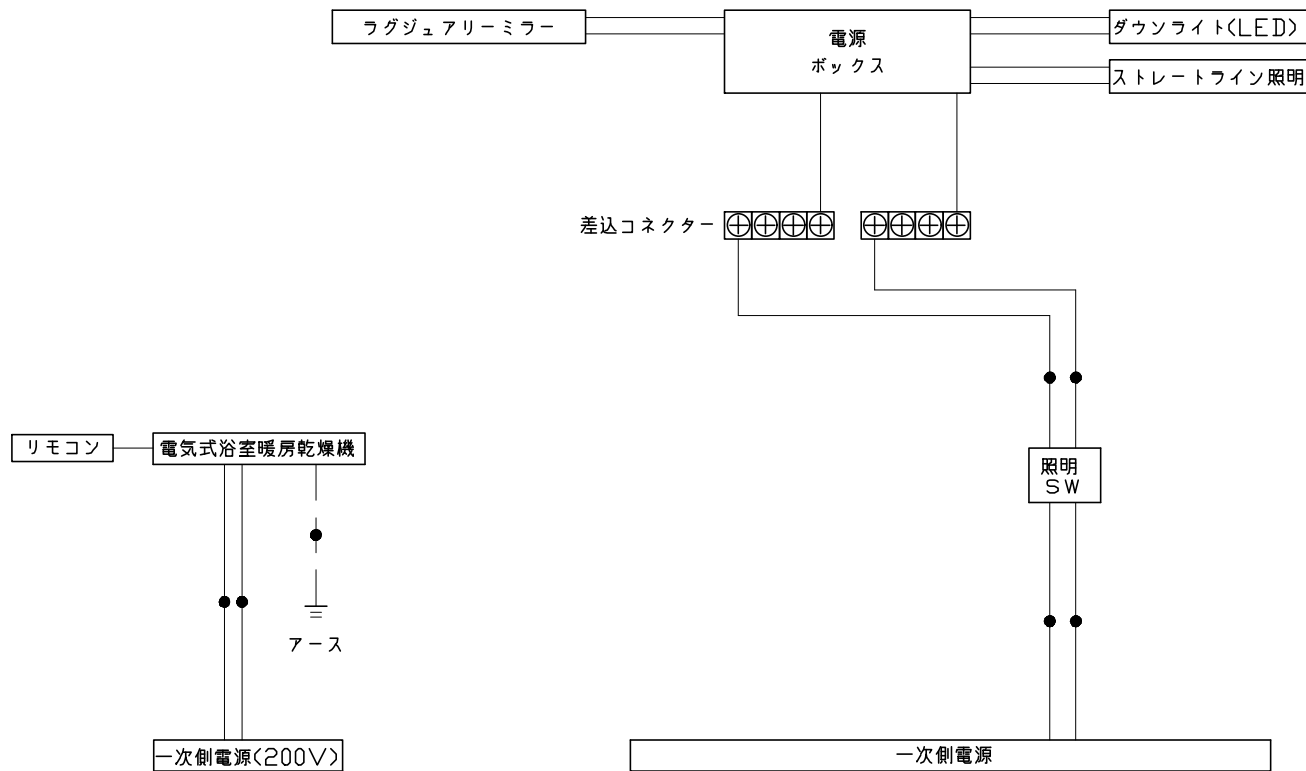 ラグジュアリーミラー
電源
ボックス
ダウンライト(LED)
ストレートライン照明
差込コネクター
リモコン
電気式浴室暖房乾燥機
照明
SW
アース
一次側電源(200V)
一次側電源